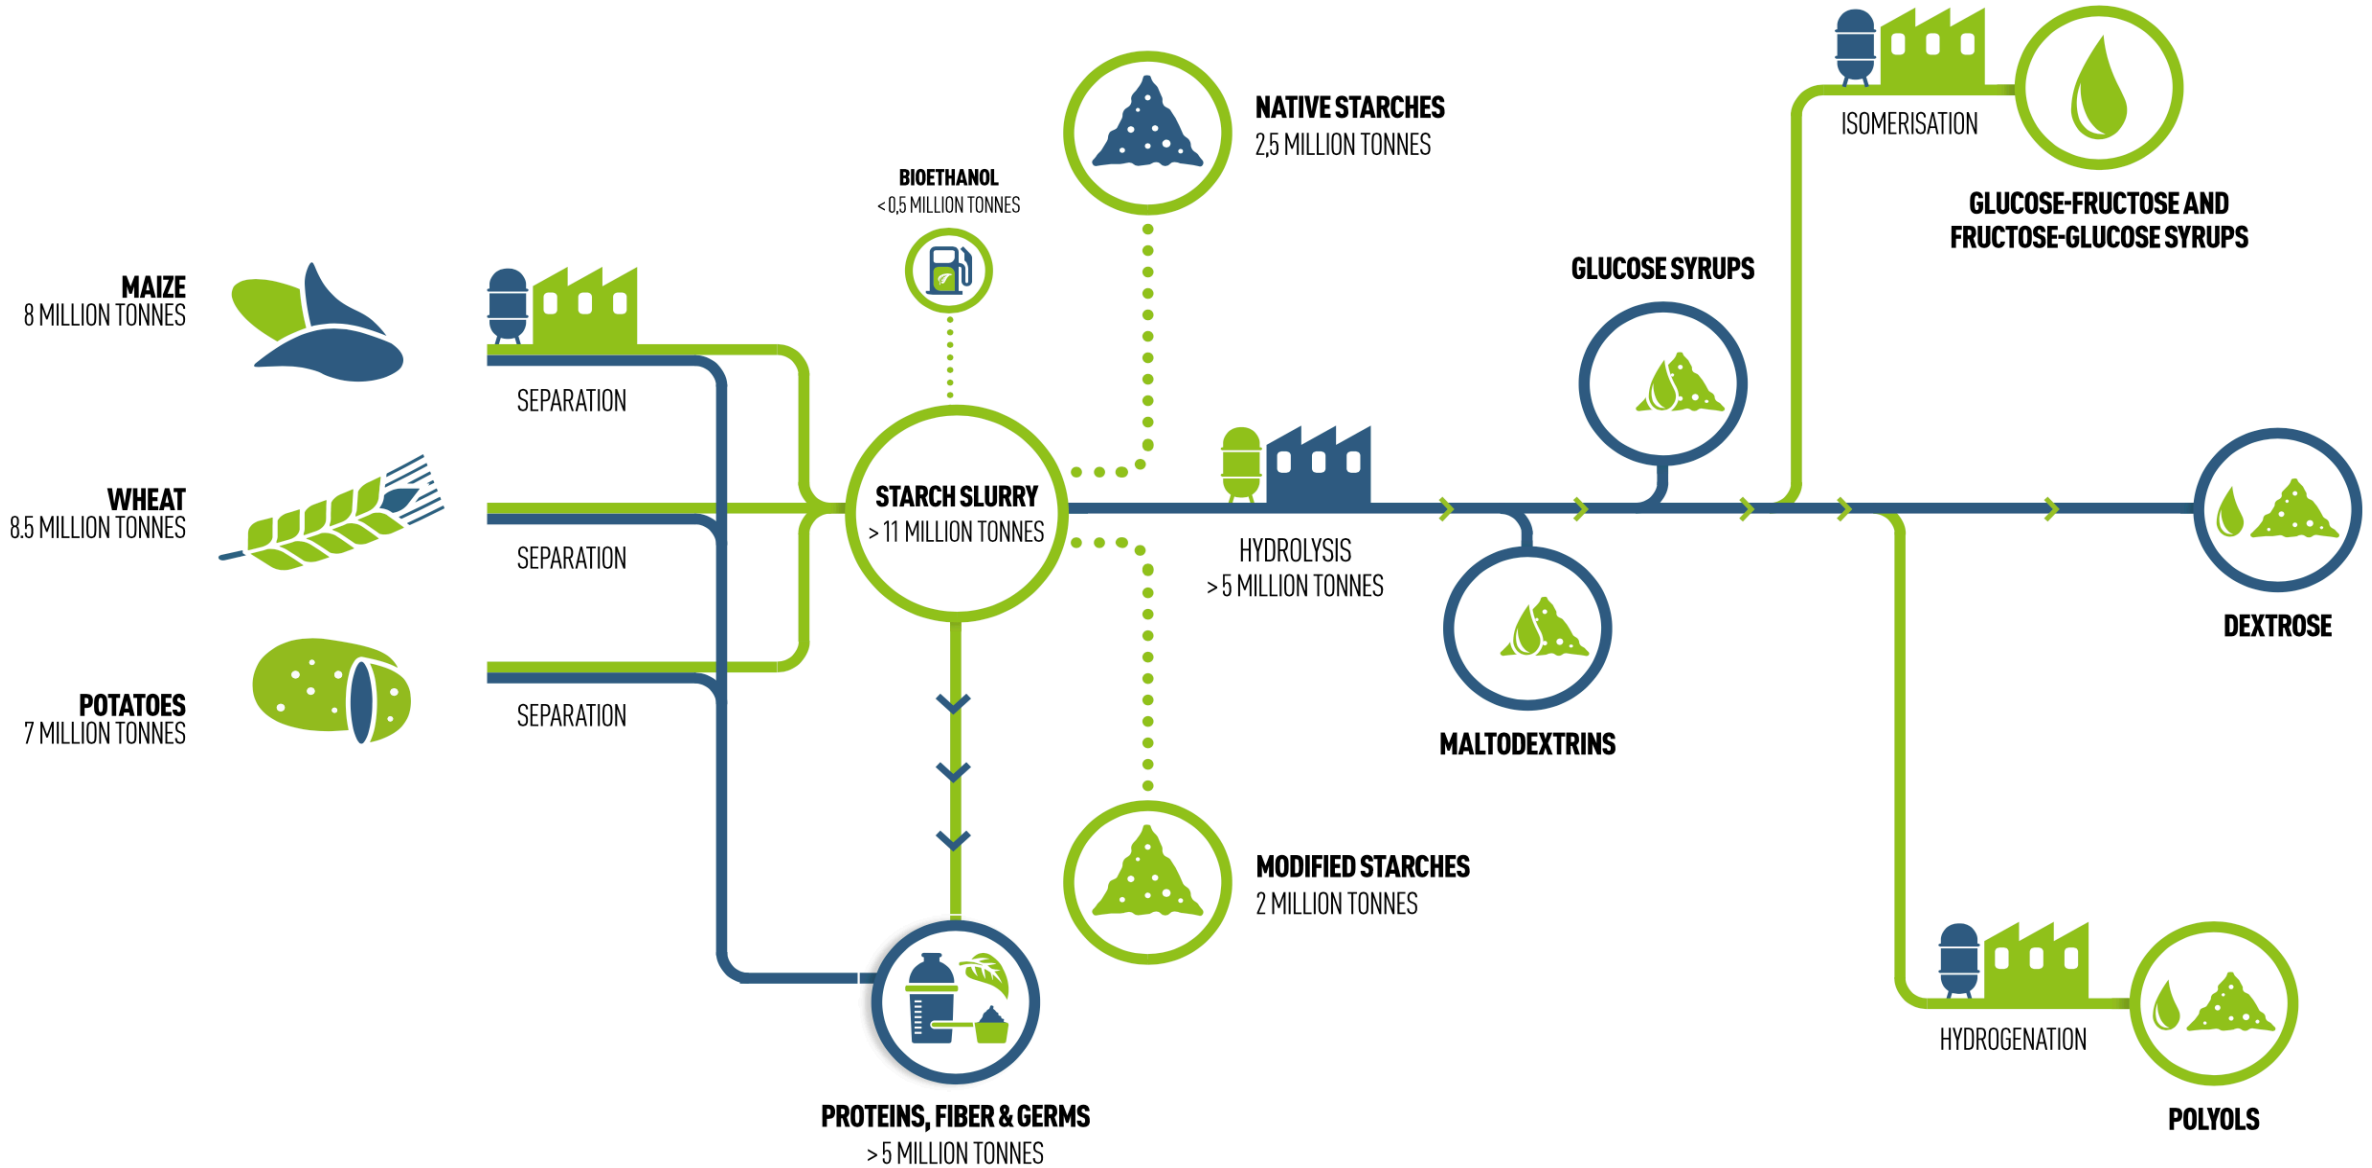 MAIZE
8 MILLION TONNES
SEPARATION
WHEAT
8.5 MILLION TONNES
SEPARATION
POTATOES
7 MILLION TONNES
SEPARATION
BIOETHANOL
< 0,5 MILLION TONNES
STARCH SLURRY
> 11 MILLION TONNES
PROTEINS, FIBER & GERMS
> 5 MILLION TONNES
NATIVE STARCHES
2,5 MILLION TONNES
MODIFIED STARCHES
2 MILLION TONNES
HYDROLYSIS
> 5 MILLION TONNES
MALTODEXTRINS
GLUCOSE SYRUPS
ISOMERISATION
GLUCOSE-FRUCTOSE AND
FRUCTOSE-GLUCOSE SYRUPS
DEXTROSE
HYDROGENATION
POLYOLS